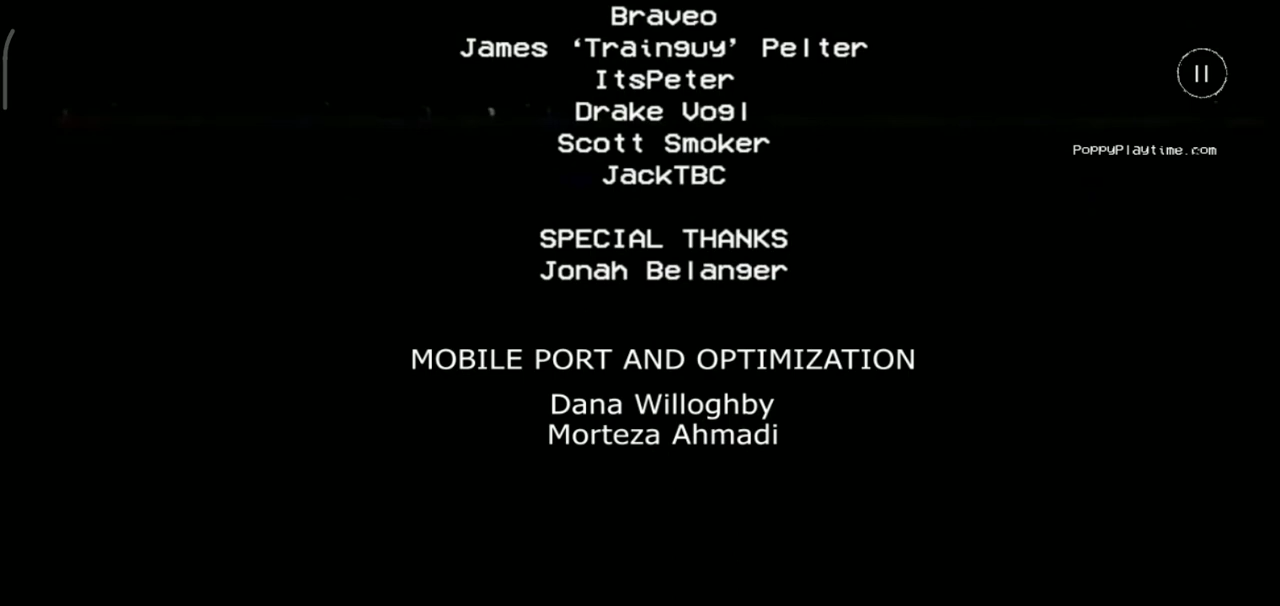 Braveo
James ‘Trainguy’ Pelter
ItsPeter
Drake Vogl
Scott Smoker
JackTBC
PoppyPlaytime.com
SPECIAL THANKS
Jonah Belanger
MOBILE PORT AND OPTIMIZATION
Dana Willoghby
Morteza Ahmadi